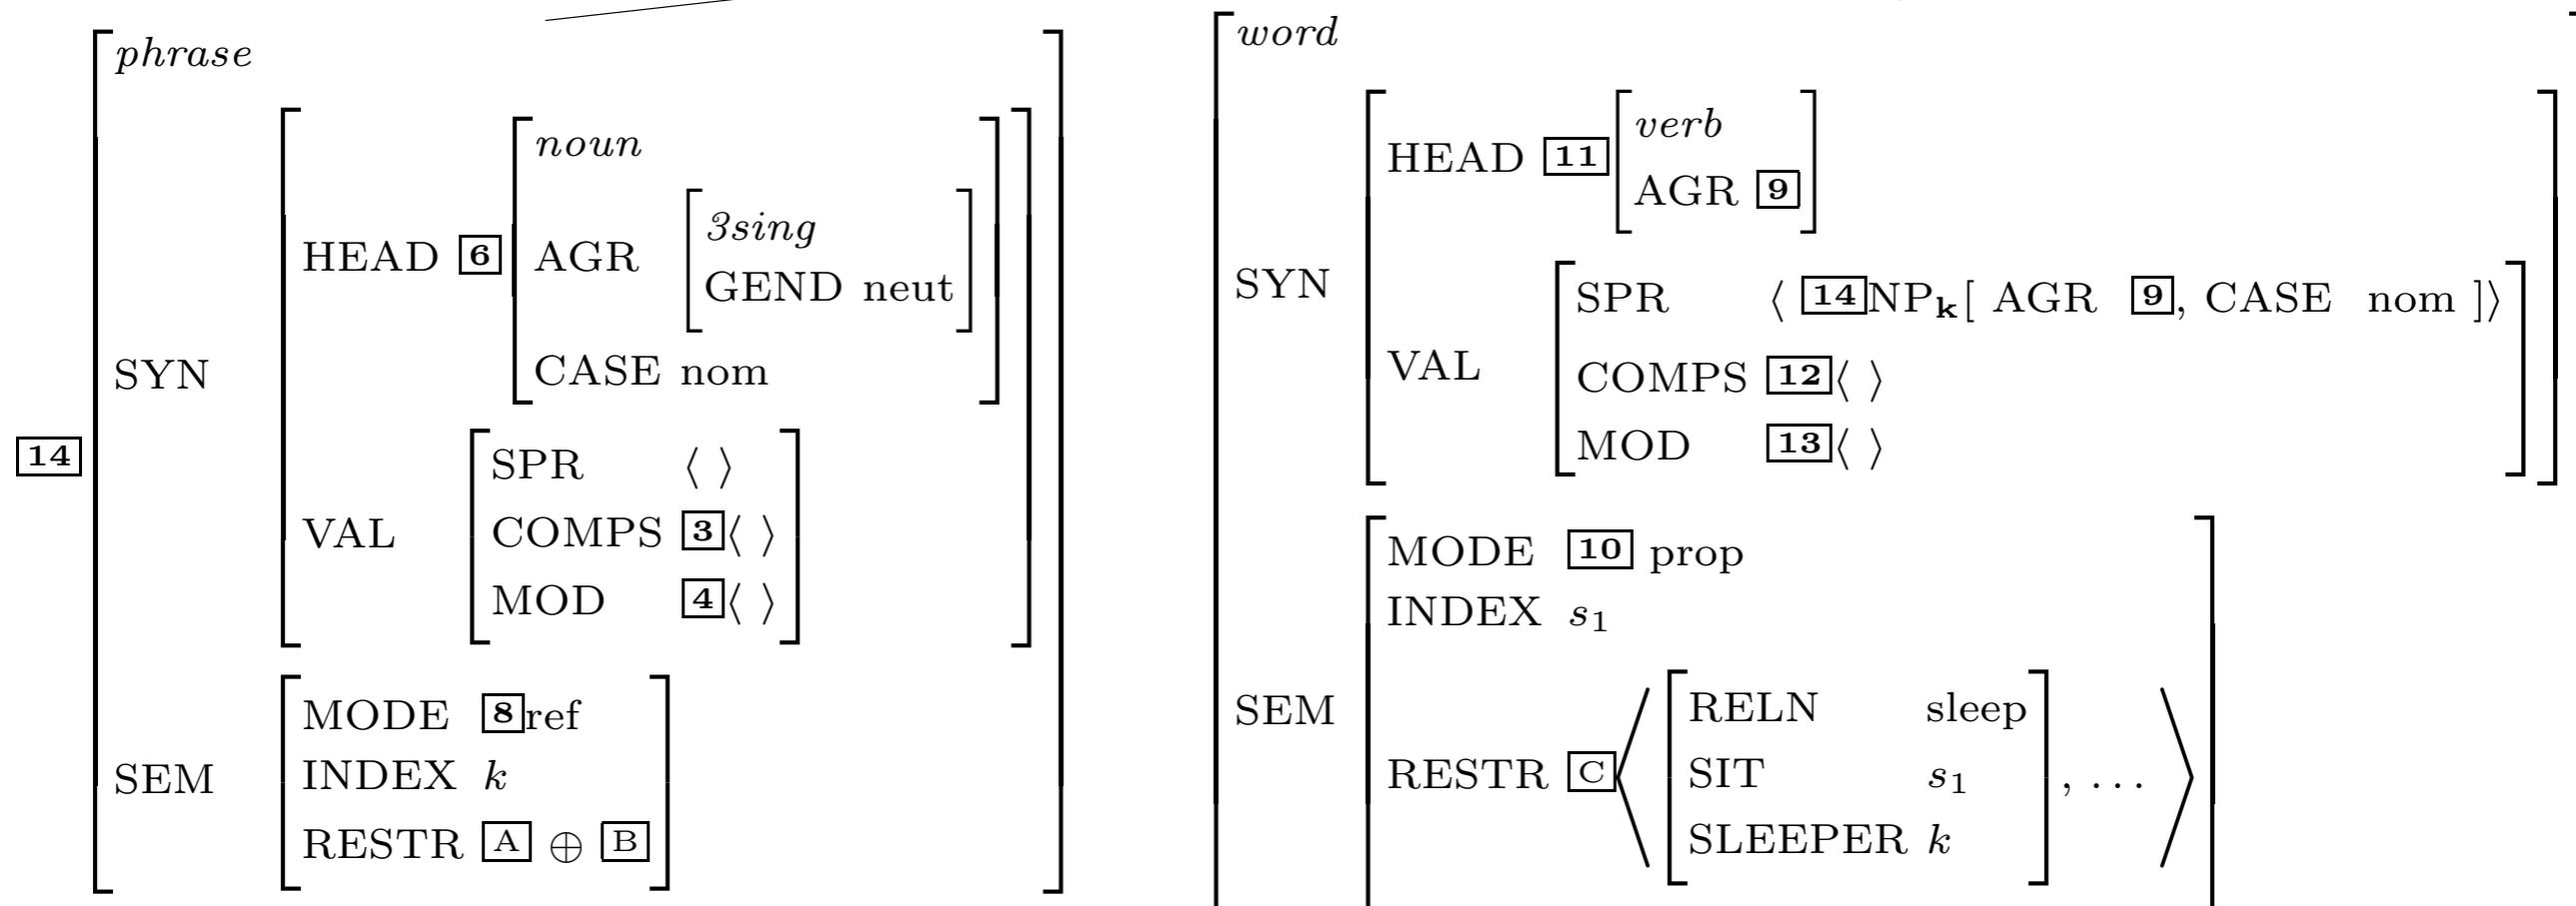 phrase
HEAD 6 noun
AGR 3sing
GEND neut
CASE nom
SYN
VAL SPR ⟨ ⟩
COMPS 3⟨ ⟩
MOD 4⟨ ⟩
14
SEM MODE 8ref
INDEX k
RESTR A ⊕ B
word
HEAD 11 verb
AGR 9
SYN
VAL SPR ⟨ 14NPk[ AGR 9, CASE nom ]⟩
COMPS 12⟨ ⟩
MOD 13⟨ ⟩
SEM MODE 10 prop
INDEX s1
RESTR C⟨ RELN sleep
SIT s1 , ... ⟩
SLEEPER k